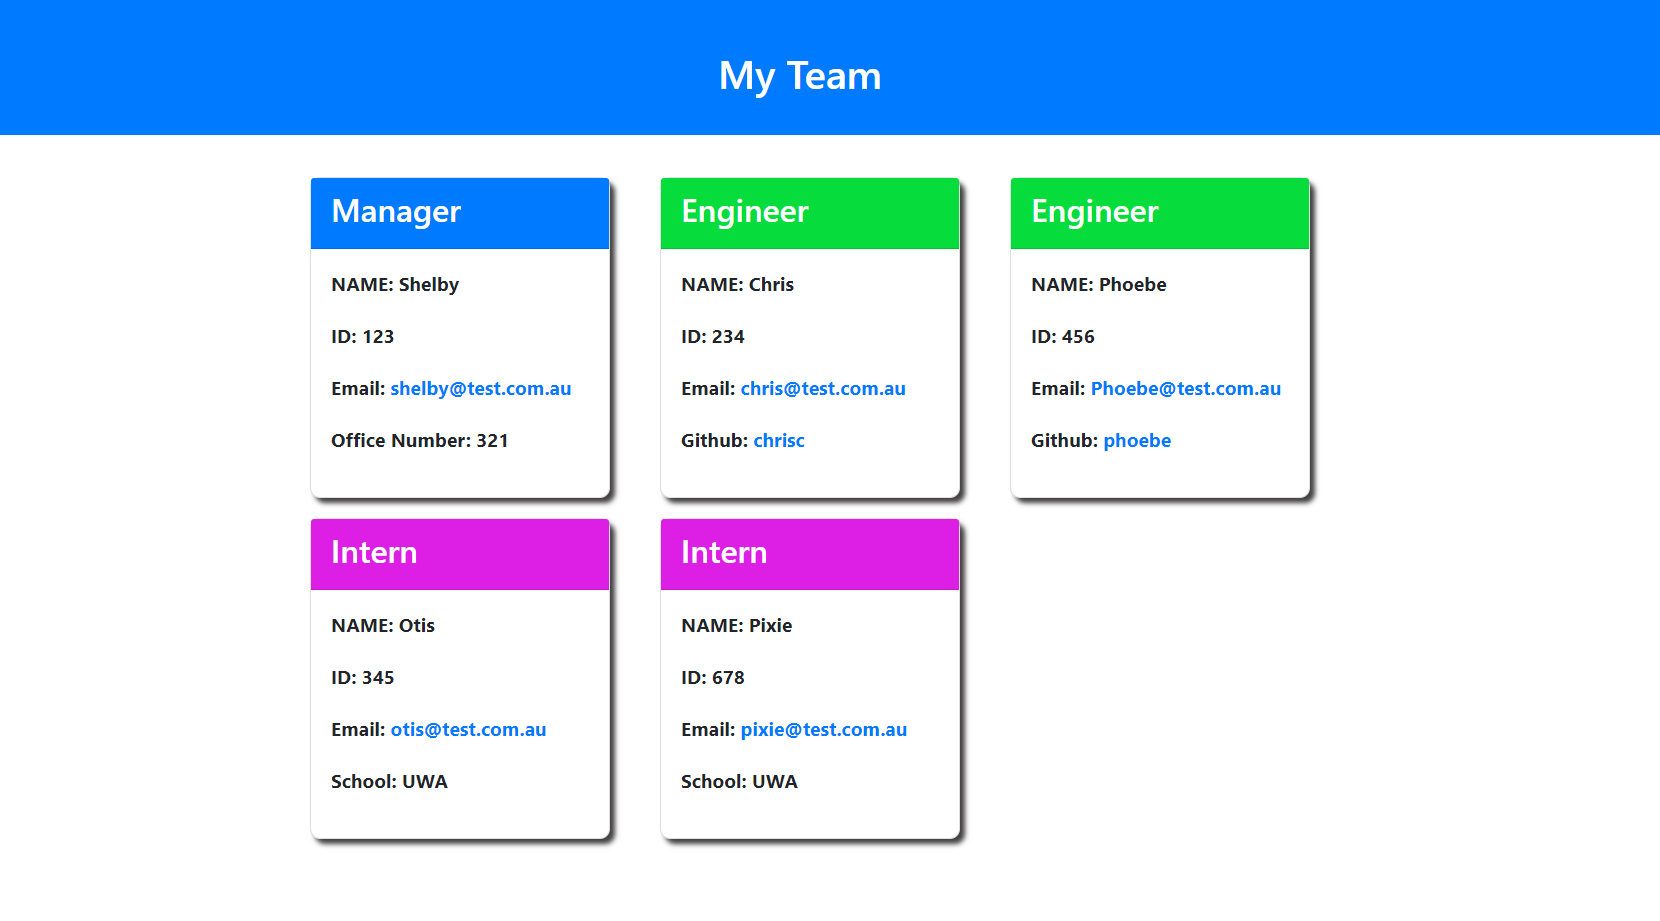 My Team
Manager
NAME: Shelby
ID: 123
Email: shelby@test.com.au
Office Number: 321
Engineer
NAME: Chris
ID: 234
Email: chris@test.com.au
Github: chrisc
Engineer
NAME: Phoebe
ID: 456
Email: Phoebe@test.com.au
Github: phoebe
Intern
NAME: Otis
ID: 345
Email: otis@test.com.au
School: UWA
Intern
NAME: Pixie
ID: 678
Email: pixie@test.com.au
School: UWA